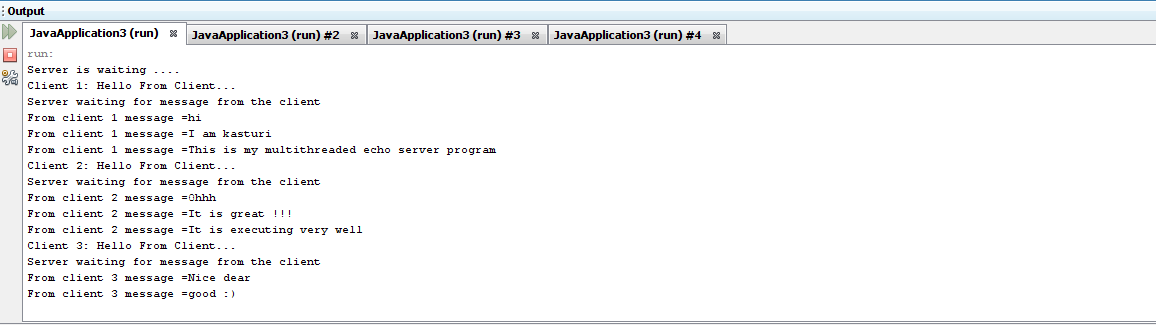 Output
JavaApplication3 (run) JavaApplication3 (run) #2 JavaApplication3 (run) #3 JavaApplication3 (run) #4
run:
Server is waiting ....
Client 1: Hello From Client...
Server waiting for message from the client
From client 1 message =hi
From client 1 message =I am kasturi
From client 1 message =This is my multithreaded echo server program
Client 2: Hello From Client...
Server waiting for message from the client
From client 2 message =Ohhh
From client 2 message =It is great !!!
From client 2 message =It is executing very well
Client 3: Hello From Client...
Server waiting for message from the client
From client 3 message =Nice dear
From client 3 message =good :)